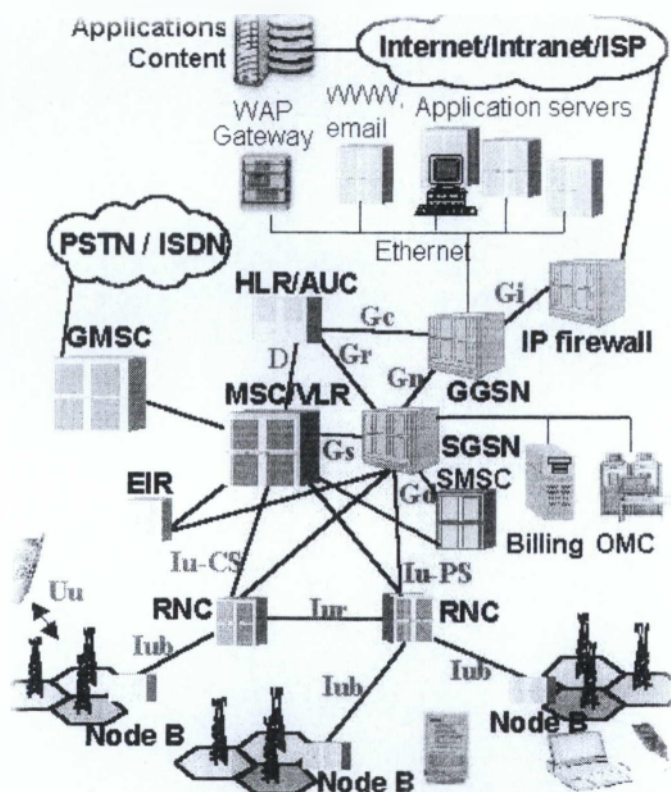 Applications
Content
Internet/Intranet/ISP
WAP
Gateway
WWW,
email
Application servers
Ethernet
PSTN / ISDN
HLR/AUC
Gc
Gi
IP firewall
GMSC
D
Gr
Gn
GGSN
MSC/VLR
Gs
SGSN
EIR
Gd
SMSC
Billing
OMC
Iu-CS
Iu-PS
Uu
RNC
Iur
RNC
Iub
Iub
Iub
Node B
Node B
Node B